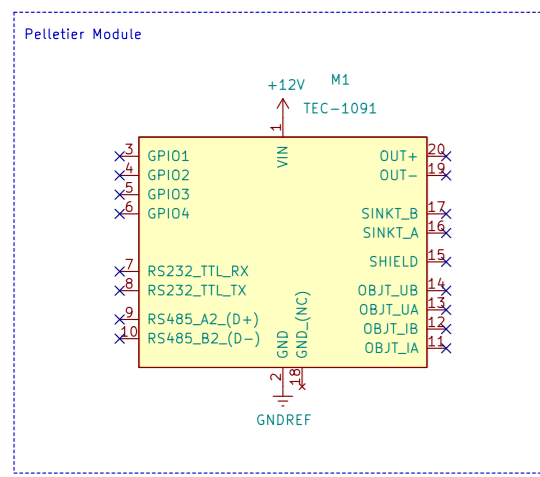 Pelletier Module
+12V
M1
TEC-1091
1
VIN
3 GPIO1
4 GPIO2
5 GPIO3
6 GPIO4
7 RS232_TTL_RX
8 RS232_TTL_TX
9 RS485_A2_(D+)
10 RS485_B2_(D-)
OUT+ 20
OUT- 19
SINKT_B 17
SINKT_A 16
SHIELD 15
OBJT_UB 14
OBJT_UA 13
OBJT_IB 12
OBJT_IA 11
GND
GND_(NC)
2
18
GNDREF